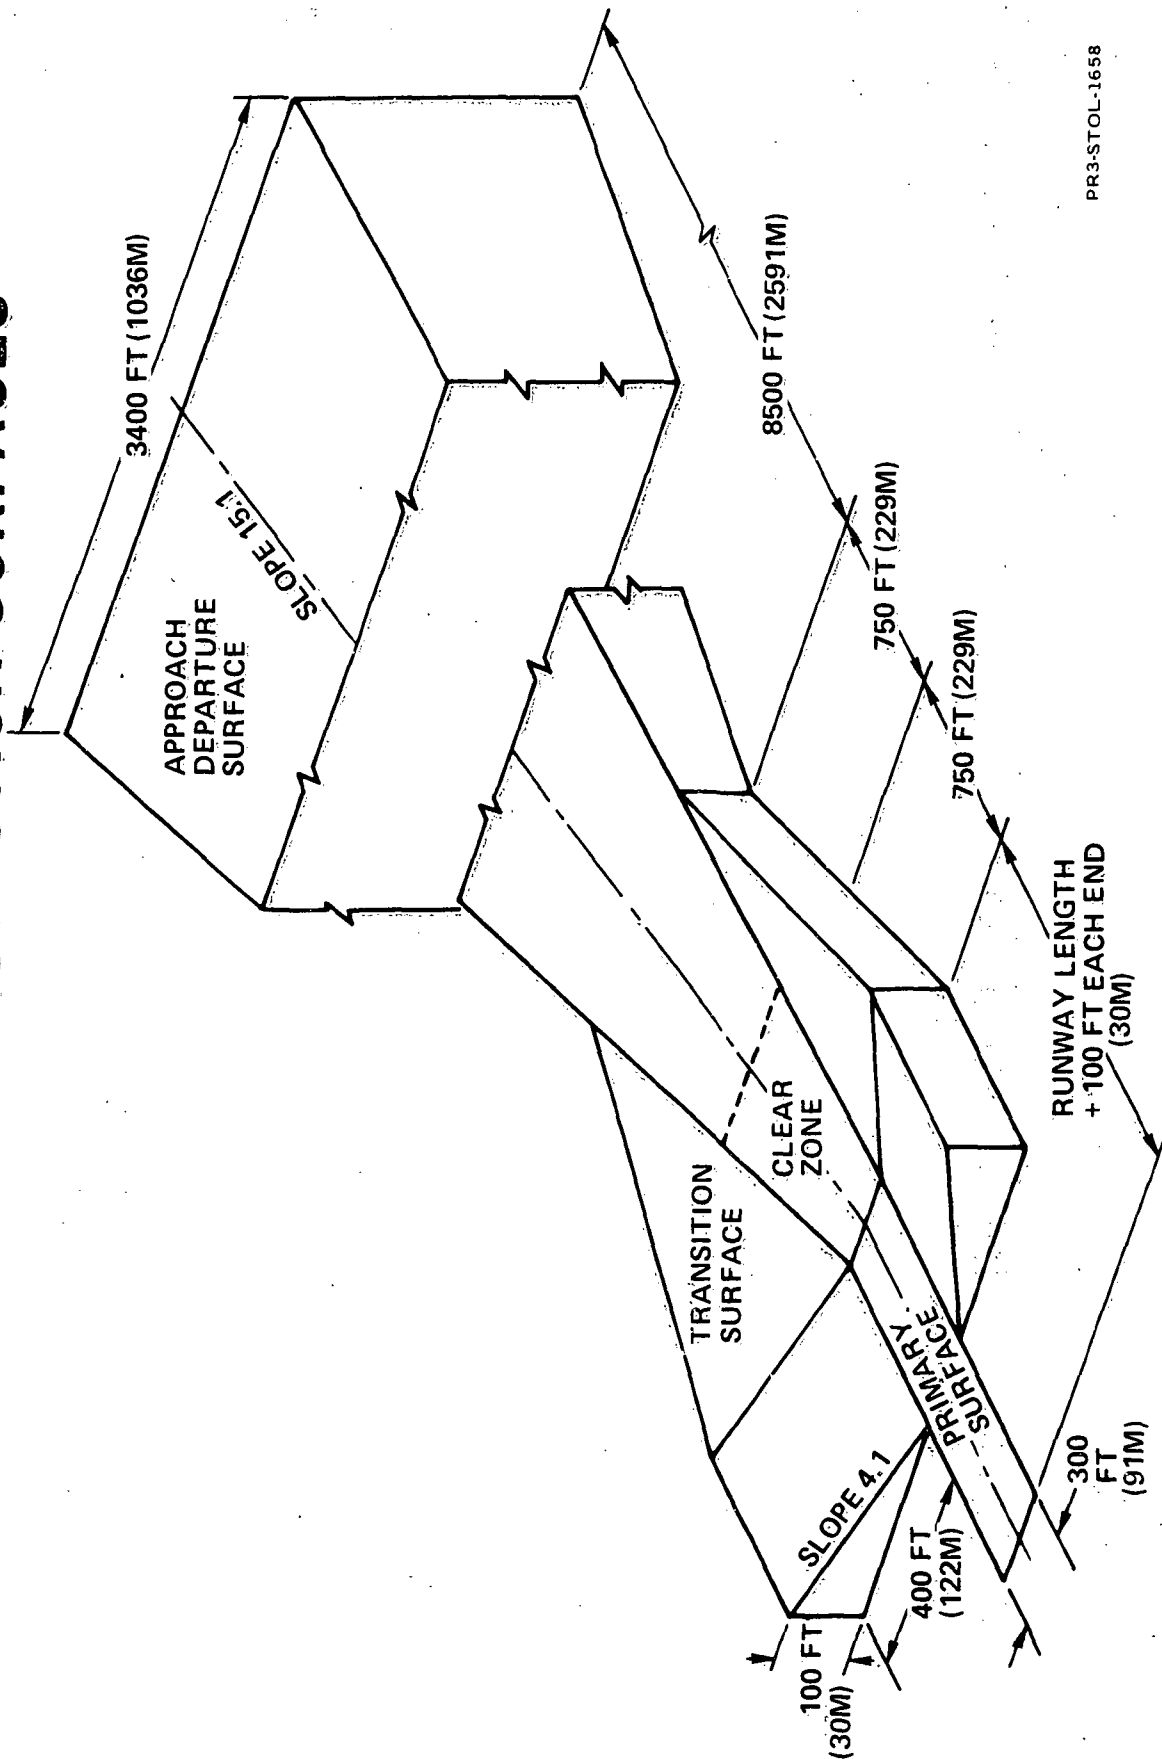 3400 FT (1036M)
APPROACH
DEPARTURE
SURFACE
SLOPE 15.1
8500 FT (2591M)
750 FT (229M)
750 FT (229M)
RUNWAY LENGTH
+ 100 FT EACH END
(30M)
TRANSITION
SURFACE
CLEAR
ZONE
PRIMARY
SURFACE
SLOPE 4.1
100 FT
(30M)
400 FT
(122M)
300
FT
(91M)
PR3-STOL-1658